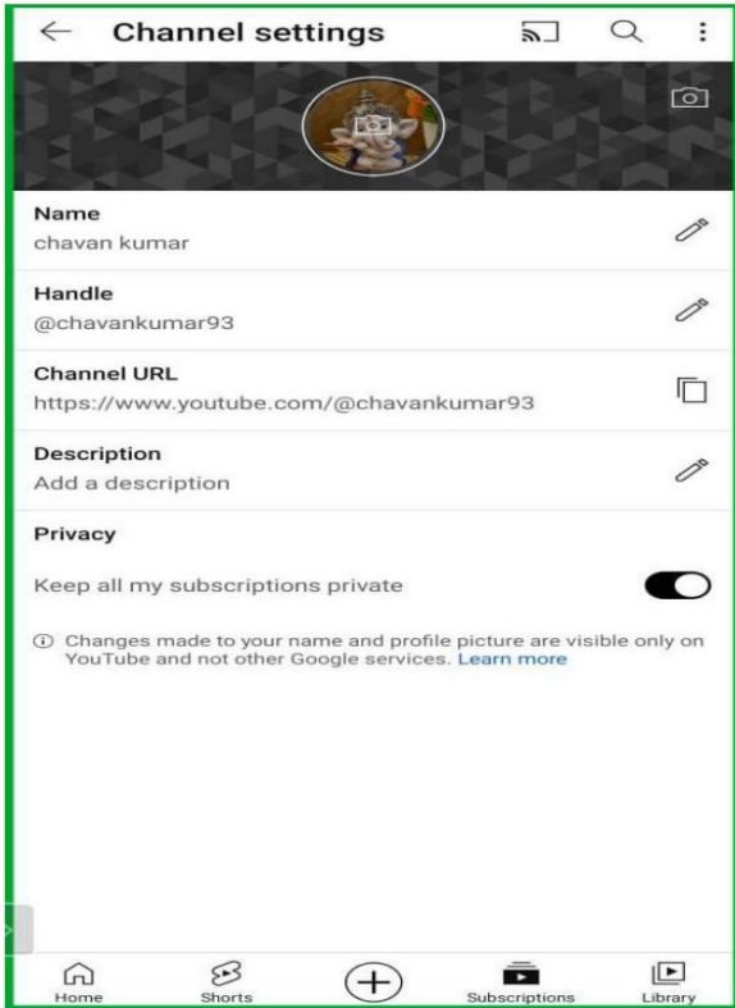 Channel settings
Name
chavan kumar
Handle
@chavankumar93
Channel URL
https://www.youtube.com/@chavankumar93
Description
Add a description
Privacy
Keep all my subscriptions private
Changes made to your name and profile picture are visible only on
YouTube and not other Google services. Learn more
Home Shorts Subscriptions Library